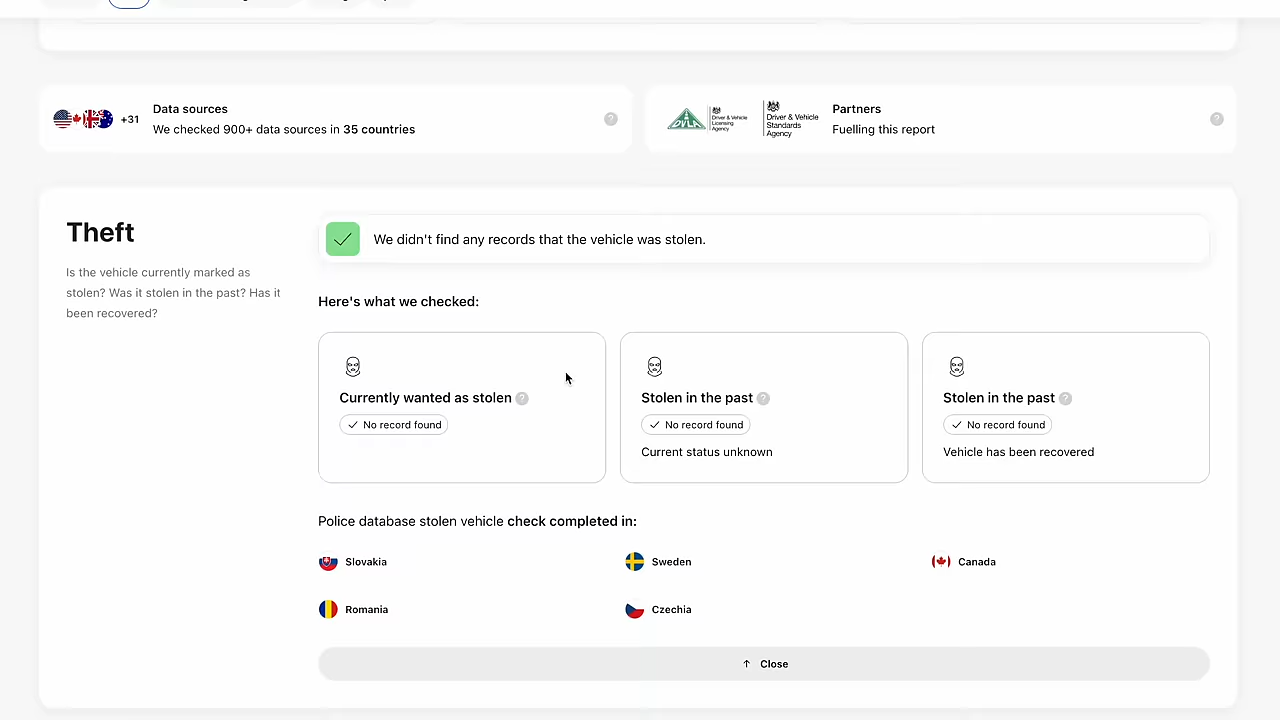 +31
Data sources
We checked 900+ data sources in 35 countries
?
DVLA
Driver & Vehicle
Licensing
Agency
Driver & Vehicle
Standards
Agency
Partners
Fuelling this report
?
Theft
Is the vehicle currently marked as
stolen? Was it stolen in the past? Has it
been recovered?
We didn't find any records that the vehicle was stolen.
Here's what we checked:
Currently wanted as stolen ?
No record found
Stolen in the past ?
No record found
Current status unknown
Stolen in the past ?
No record found
Vehicle has been recovered
Police database stolen vehicle check completed in:
Slovakia
Sweden
Canada
Romania
Czechia
Close